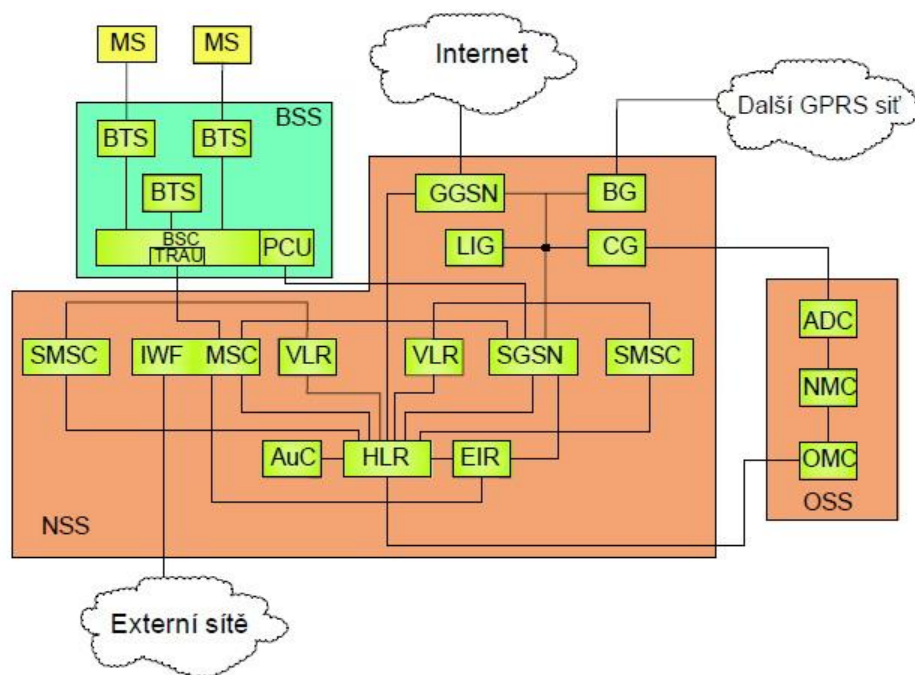 MS
MS
Internet
Další GPRS siť
BSS
BTS
BTS
BTS
BSC
TRAU
PCU
GGSN
BG
LIG
CG
ADC
SMSC
IWF
MSC
VLR
VLR
SGSN
SMSC
NMC
AuC
HLR
EIR
OMC
OSS
NSS
Externí sítě